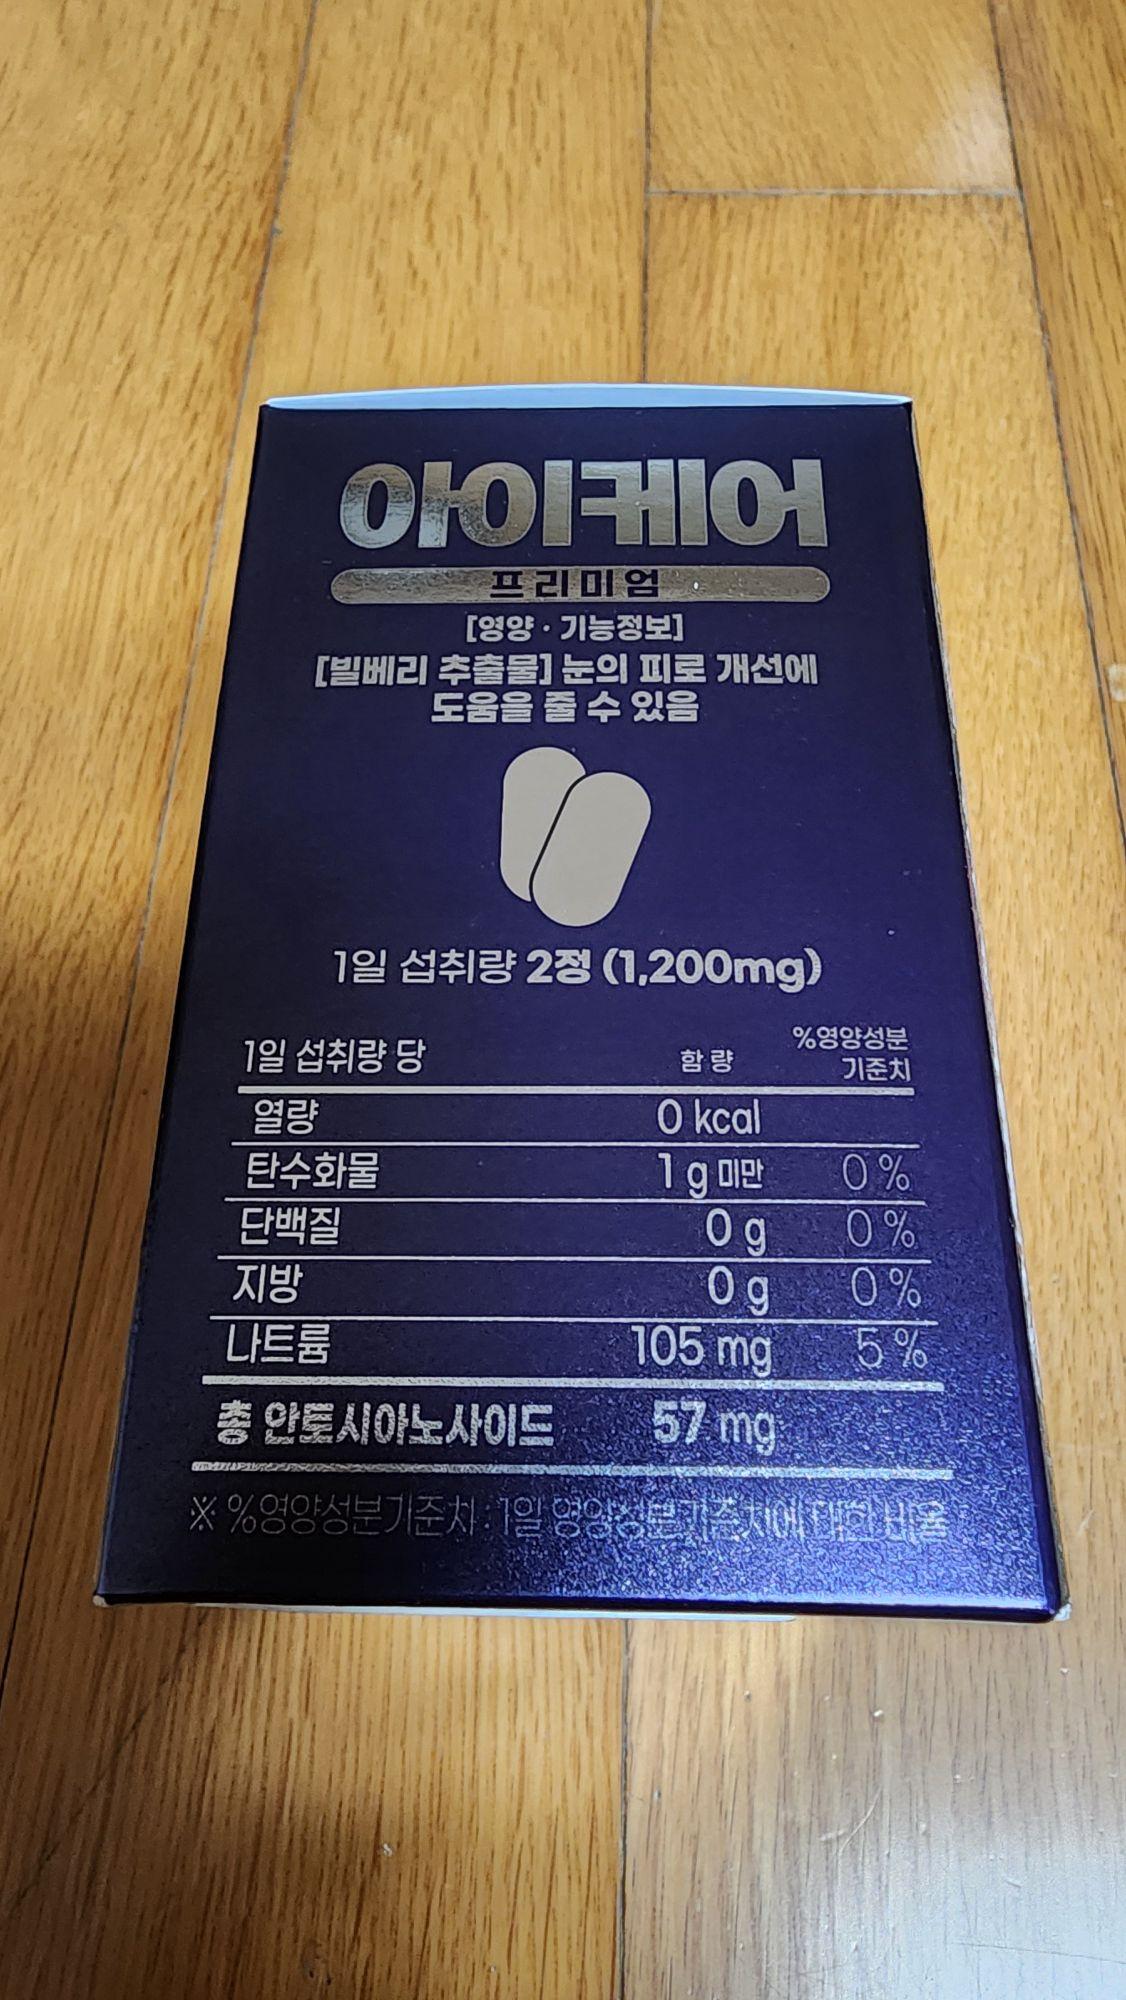 아이케어
프리미엄
[영양 · 기능정보]
[빌베리 추출물] 눈의 피로 개선에
도움을 줄 수 있음
1일 섭취량 2정 (1,200mg)
1일 섭취량 당 함량 %영양성분
기준치
열량 0 kcal
탄수화물 1 g 미만 0 %
단백질 0 g 0 %
지방 0 g 0 %
나트륨 105 mg 5 %
총 안토시아노사이드 57 mg
※ %영양성분기준치 : 1일 영양성분기준치에 대한 비율